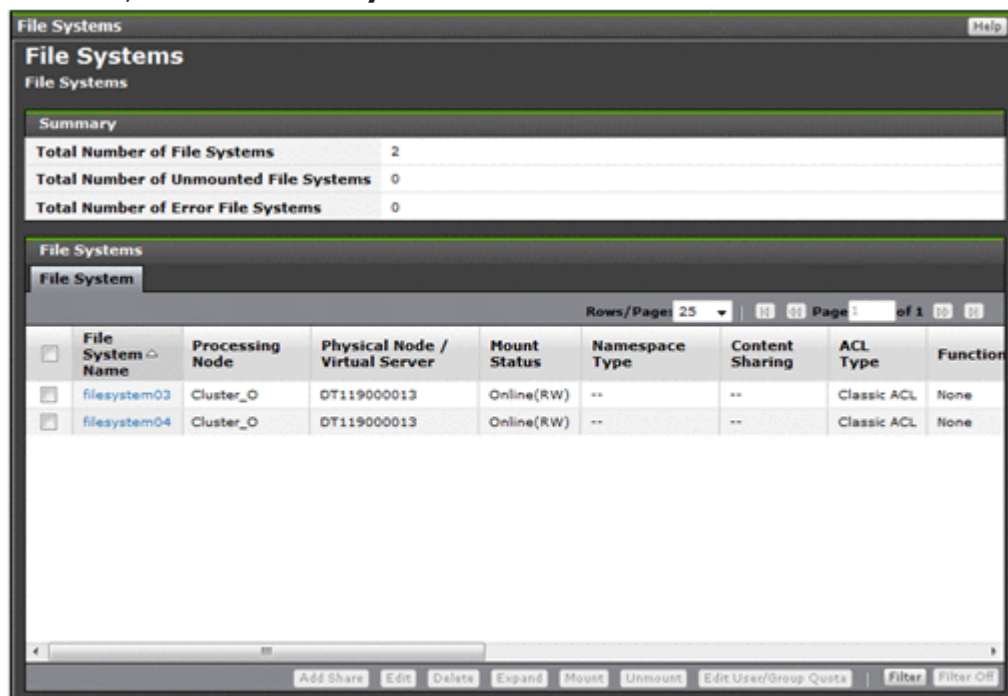 File Systems Help
File Systems
File Systems
Summary
Total Number of File Systems 2
Total Number of Unmounted File Systems 0
Total Number of Error File Systems 0
File Systems
File System
Rows/Page: 25 Page 1 of 1
File System Name Processing Node Physical Node / Virtual Server Mount Status Namespace Type Content Sharing ACL Type Function
filesystem03 Cluster_O DT119000013 Online(RW) -- -- Classic ACL None
filesystem04 Cluster_O DT119000013 Online(RW) -- -- Classic ACL None
Add Share Edit Delete Expand Mount Unmount Edit User/Group Quota | Filter Filter Off